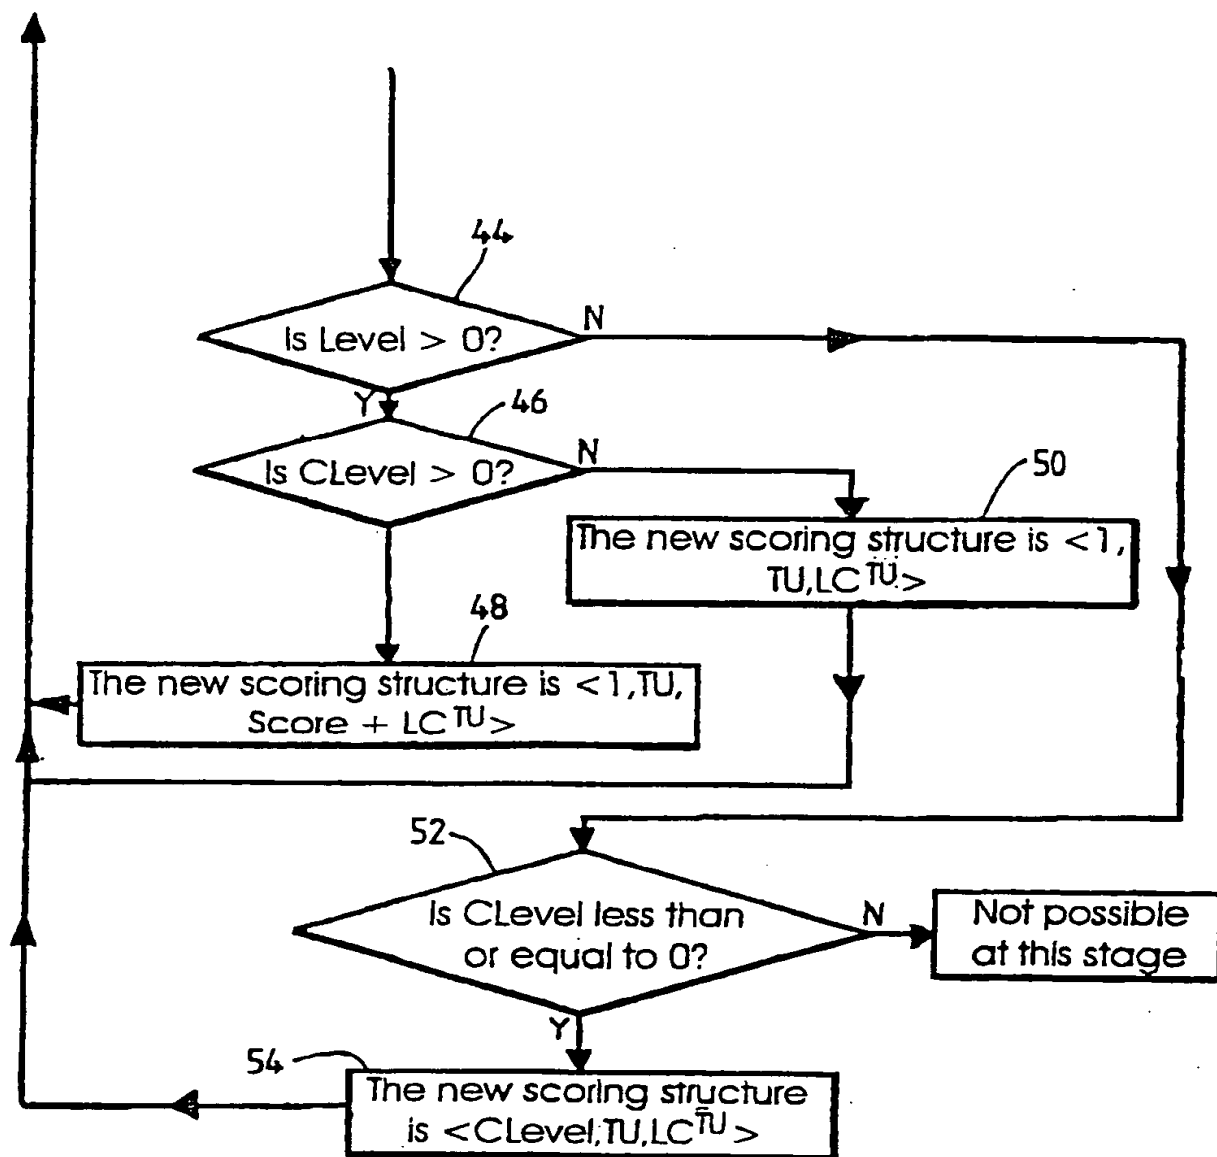 44
Is Level > 0?
N
Y
46
Is CLevel > 0?
N
50
The new scoring structure is <1,
TU,LC^TU>
48
The new scoring structure is <1,TU,
Score + LC^TU>
52
Is CLevel less than
or equal to 0?
N
Not possible
at this stage
Y
54
The new scoring structure
is <CLevel,TU,LC^TU>